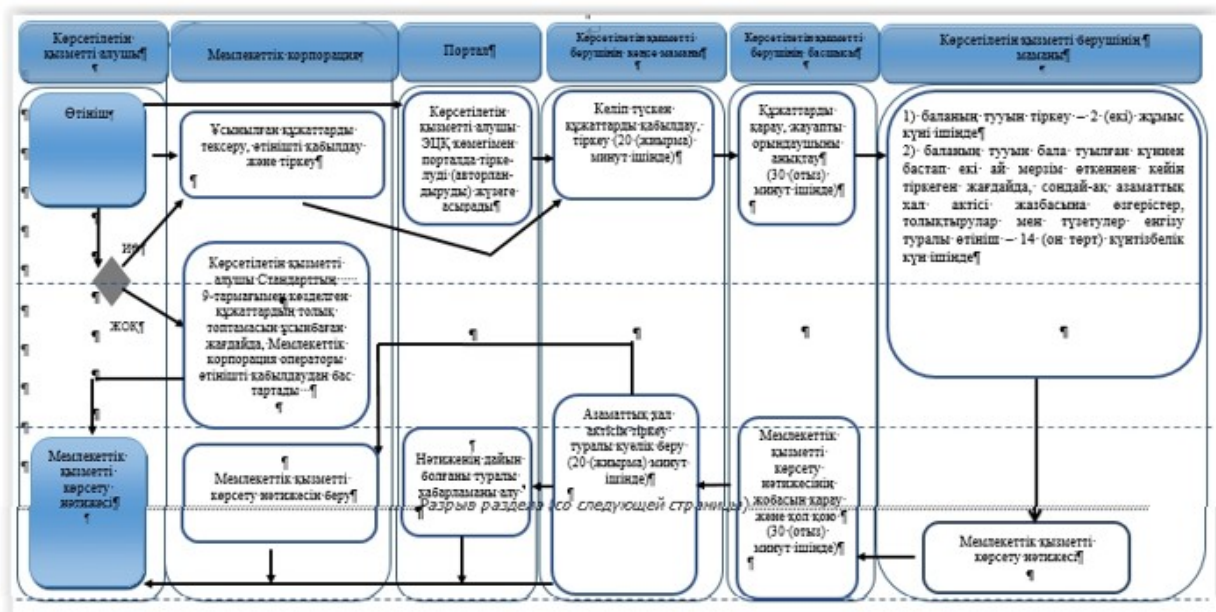 Көрсетілетін·
қызметті алушы¶
¶
Мемлекеттік·корпорация¶
Портал¶
Көрсетілетін қызметті·
берушінің кеңсе маманы¶
¶
Көрсетілетін қызметті·
берушінің басшысы¶
¶
Көрсетілетін қызметті берушінің·¶
маманы¶
¶
Өтініш¶
Ұсынылған·құжаттарды·
тексеру, өтінішті қабылдау·
және тіркеу¶
¶
Көрсетілетін·
қызметті алушы·
ЭЦҚ көмегімен·
порталда тірке-
луді (авторлан-
дыруды) жүзеге·
асырады¶
Келіп түскен·
құжаттарды қабылдау,·
тіркеу (20 (жиырма)·
минут ішінде)¶
Құжаттарды·
қарау, жауапты·
орындаушыны·
анықтау·
(30 (отыз)·
минут ішінде)¶
¶
1)·баланың·тууын·тіркеу·–·2·(екі)·жұмыс·
күні ішінде¶
2)·баланың·тууын·бала·туылған·күннен·
бастап·екі·ай·мерзім·өткеннен·кейін·
тіркеген·жағдайда,·сондай-ақ·азаматтық·
хал·актісі·жазбасына·өзгерістер,·
толықтырулар·мен·түзетулер·енгізу·
туралы·өтініш·–·14·(он·төрт)·күнтізбелік·
күн ішінде¶
¶
ИӘ¶
ЖОҚ¶
Көрсетілетін қызметті·
алушы Стандарттың·
9-тармағымен көзделген·
құжаттардың толық·
топтамасын ұсынбаған·
жағдайда, Мемлекеттік·
корпорация операторы·
өтінішті қабылдаудан бас·
тартады···¶
¶
Мемлекеттік·
қызметті·
көрсету·
нәтижесі¶
¶
¶
Мемлекеттік қызметті·
көрсету нәтижесін беру¶
¶
¶
Нәтиженің дайын·
болғаны туралы·
хабарламаны алу·
¶
Азаматтық хал·
актісін тіркеу·
туралы куәлік беру·
(20 (жиырма) минут·
ішінде)¶
¶
Мемлекеттік·
қызметті·
көрсету·
нәтижесінің·
жобасын қарау·
және қол қою·¶
(30 (отыз)·
минут ішінде)¶
¶
Разрыв раздела (со следующей страницы)
Мемлекеттік қызметті·
көрсету нәтижесі¶
¶